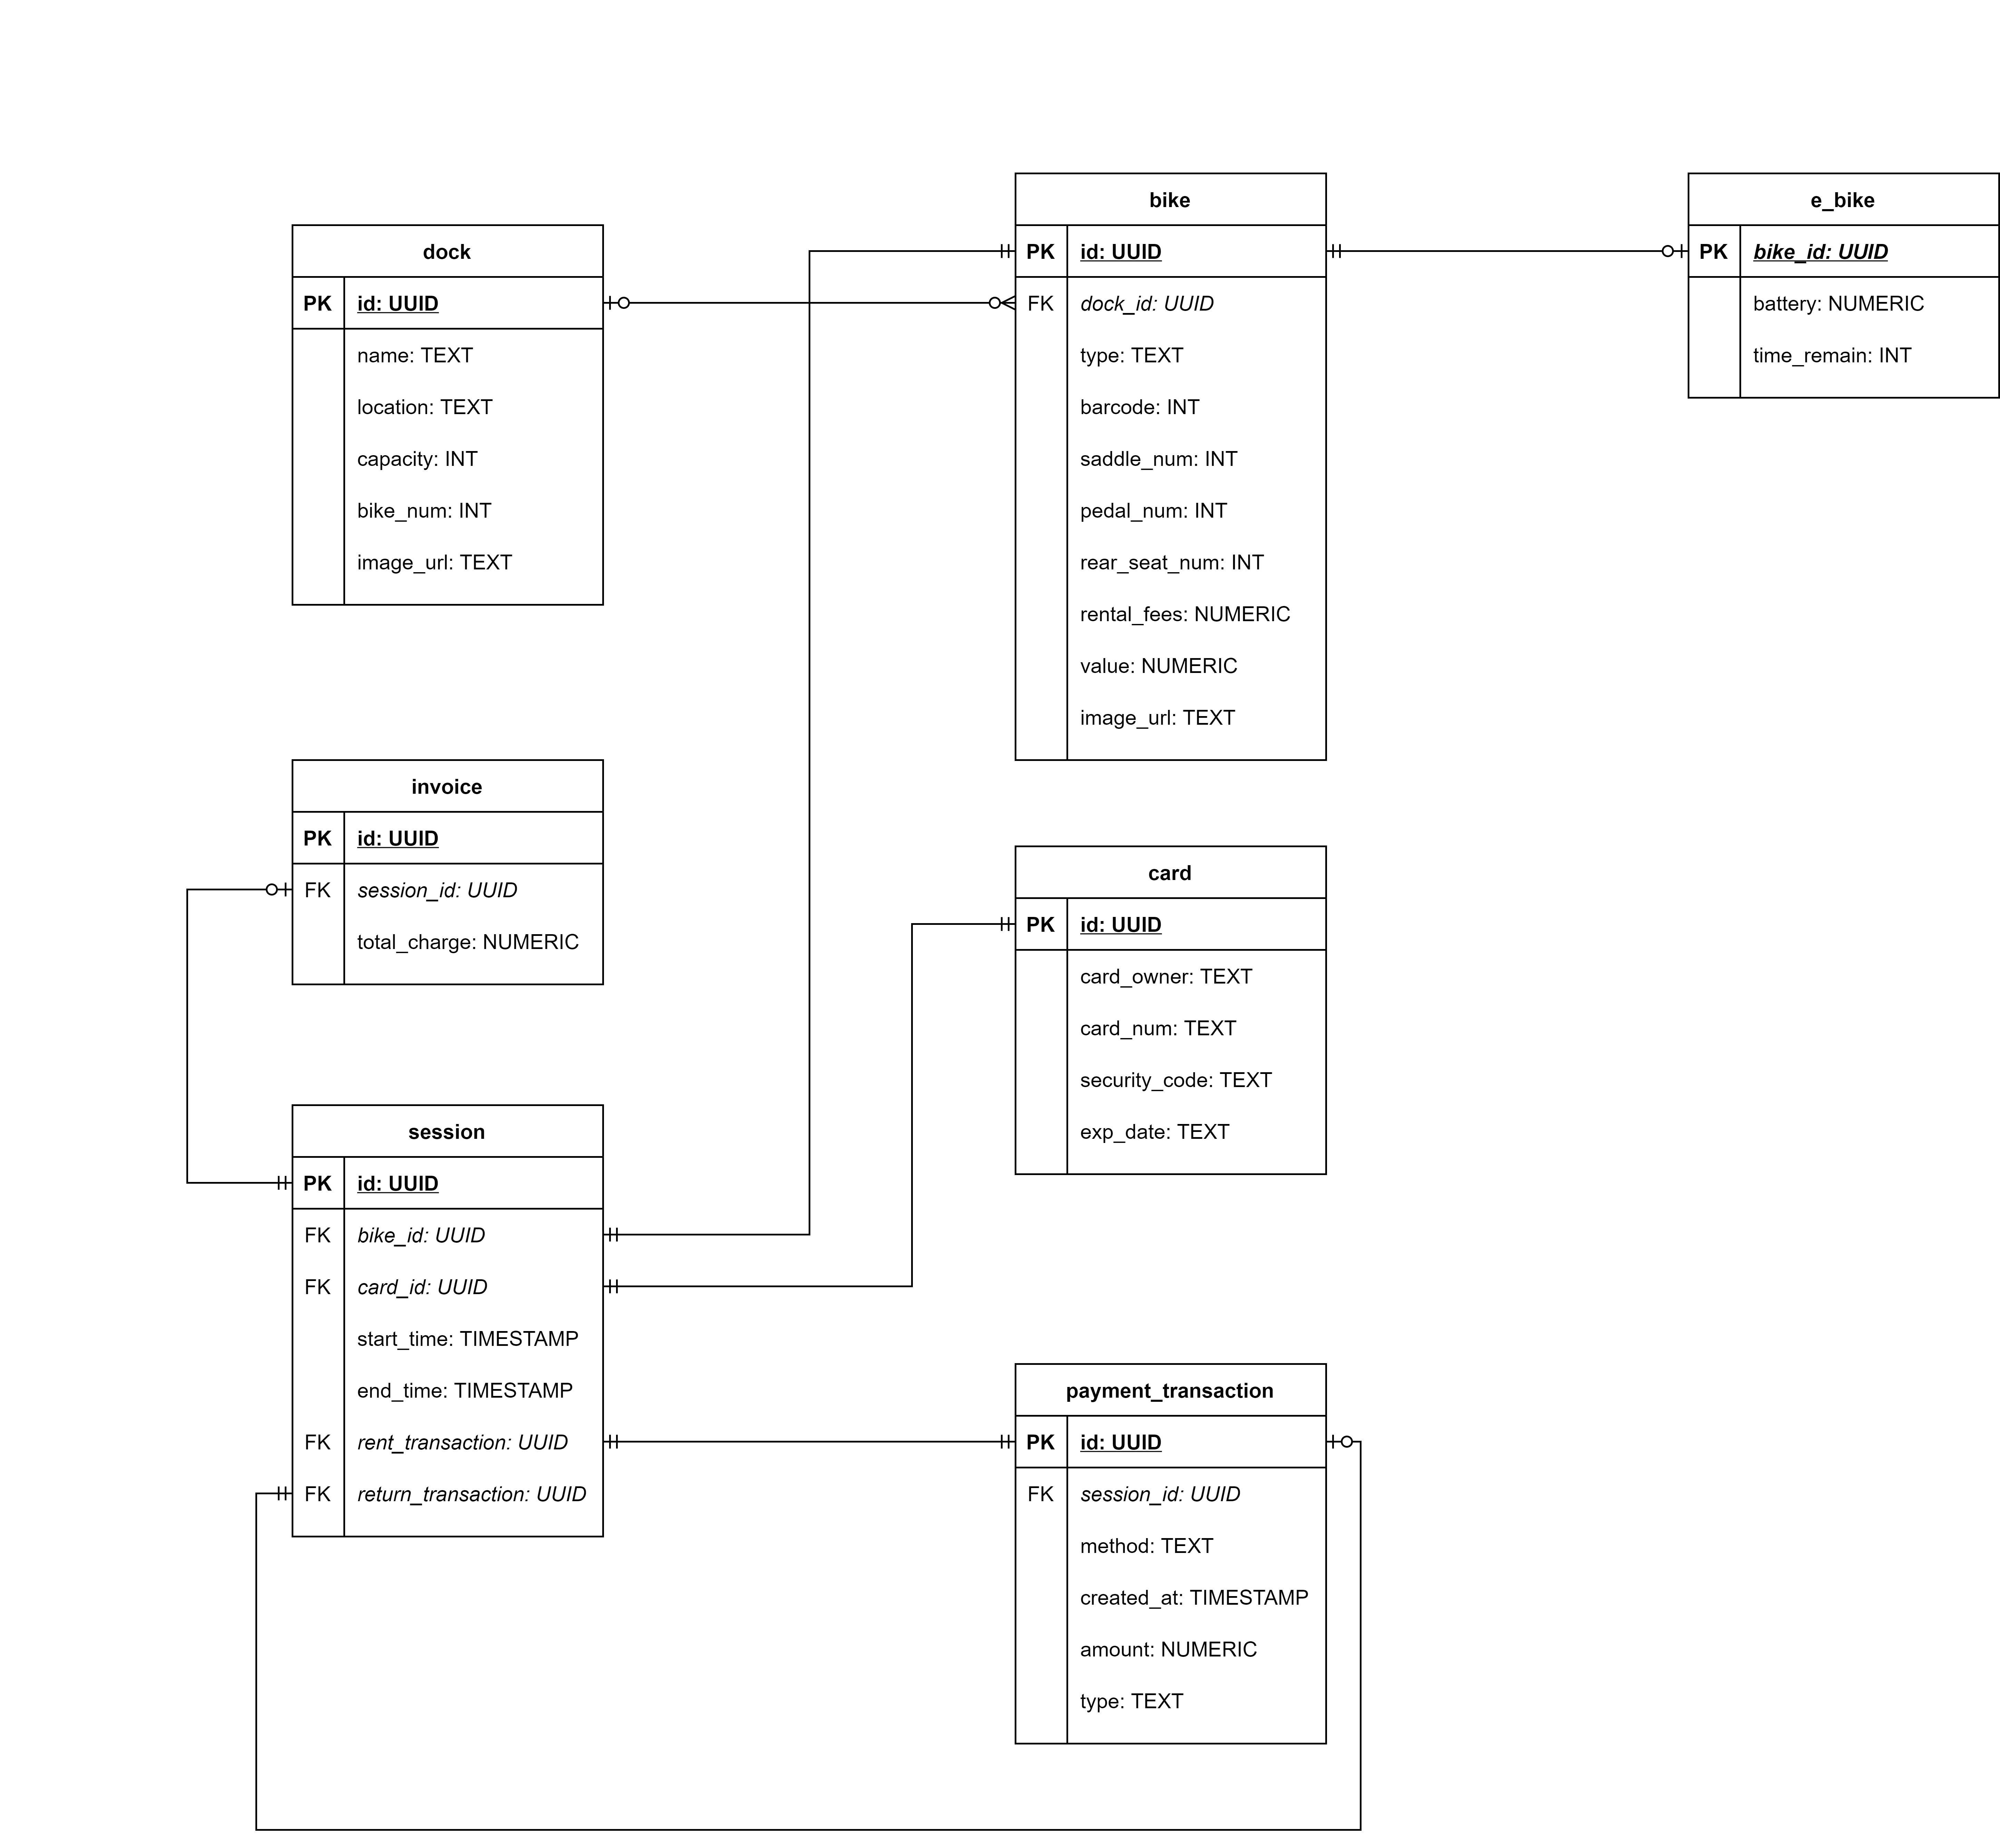 dock
PK id: UUID
name: TEXT
location: TEXT
capacity: INT
bike_num: INT
image_url: TEXT
bike
PK id: UUID
FK dock_id: UUID
type: TEXT
barcode: INT
saddle_num: INT
pedal_num: INT
rear_seat_num: INT
rental_fees: NUMERIC
value: NUMERIC
image_url: TEXT
e_bike
PK bike_id: UUID
battery: NUMERIC
time_remain: INT
invoice
PK id: UUID
FK session_id: UUID
total_charge: NUMERIC
card
PK id: UUID
card_owner: TEXT
card_num: TEXT
security_code: TEXT
exp_date: TEXT
session
PK id: UUID
FK bike_id: UUID
FK card_id: UUID
start_time: TIMESTAMP
end_time: TIMESTAMP
FK rent_transaction: UUID
FK return_transaction: UUID
payment_transaction
PK id: UUID
FK session_id: UUID
method: TEXT
created_at: TIMESTAMP
amount: NUMERIC
type: TEXT